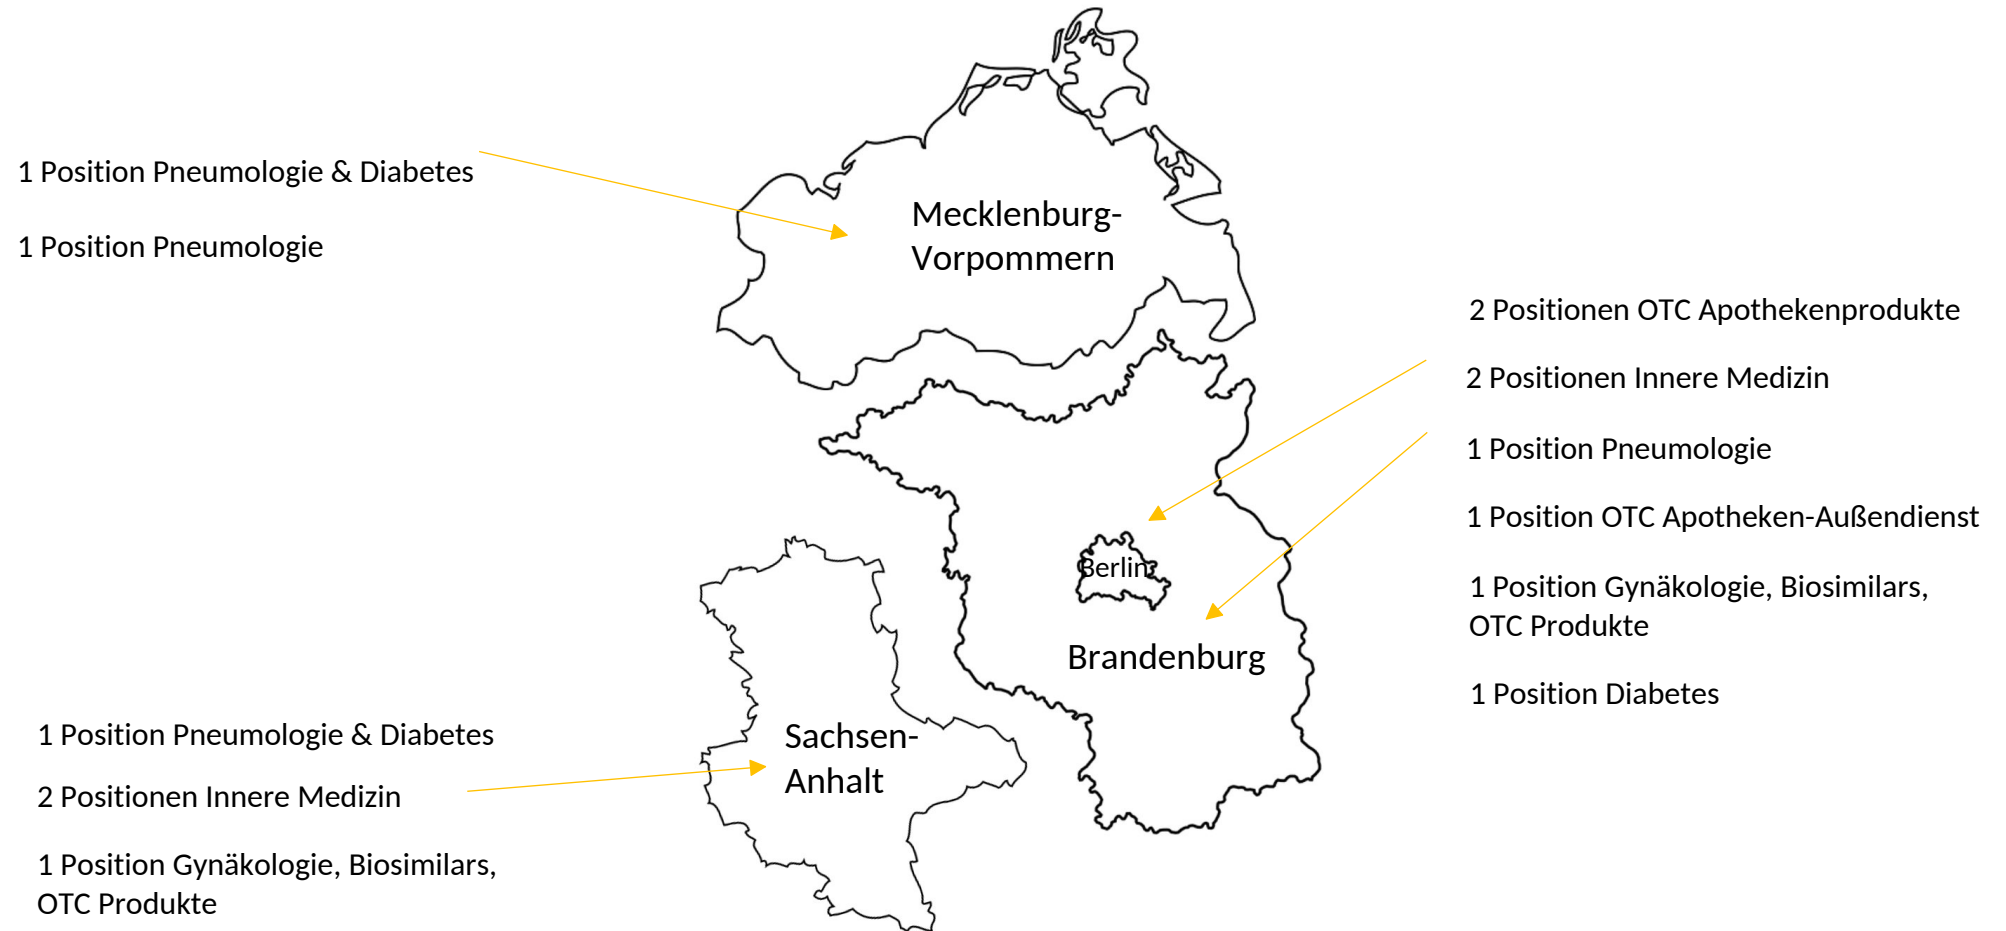 1 Position Pneumologie & Diabetes
1 Position Pneumologie
Mecklenburg-
Vorpommern
2 Positionen OTC Apothekenprodukte
2 Positionen Innere Medizin
1 Position Pneumologie
1 Position OTC Apotheken-Außendienst
1 Position Gynäkologie, Biosimilars,
OTC Produkte
1 Position Diabetes
Berlin
Brandenburg
Sachsen-
Anhalt
1 Position Pneumologie & Diabetes
2 Positionen Innere Medizin
1 Position Gynäkologie, Biosimilars,
OTC Produkte